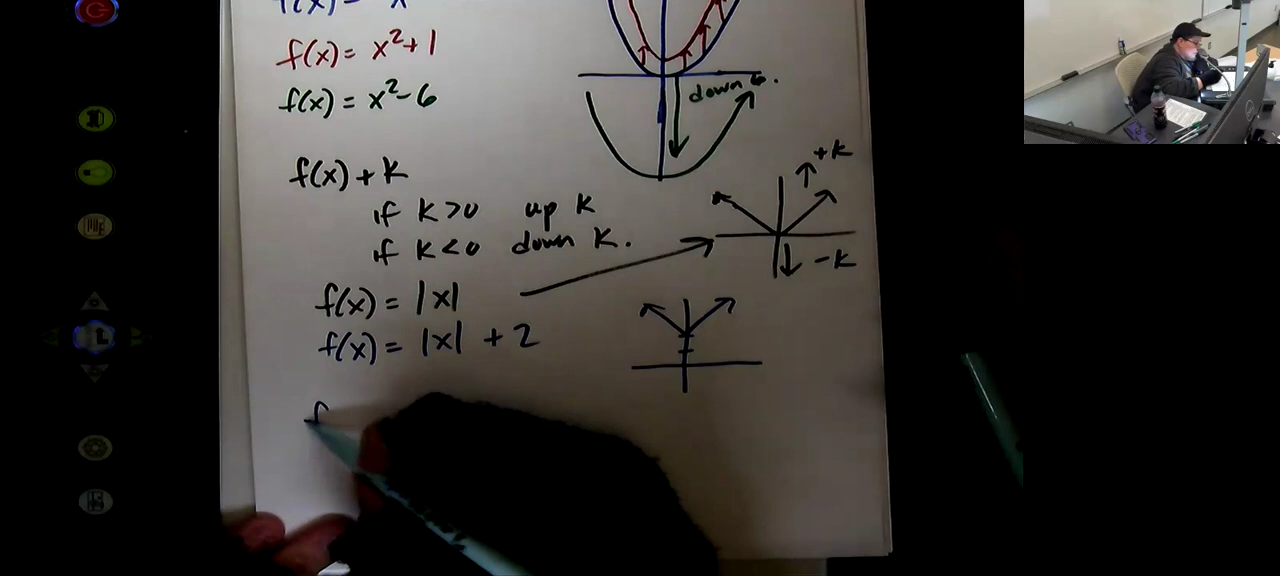 f(x) = x
f(x) = x² + 1
f(x) = x² - 6
down 6.
f(x) + k
if k > 0 up k
if k < 0 down k.
+k
-k
f(x) = |x|
f(x) = |x| + 2
f